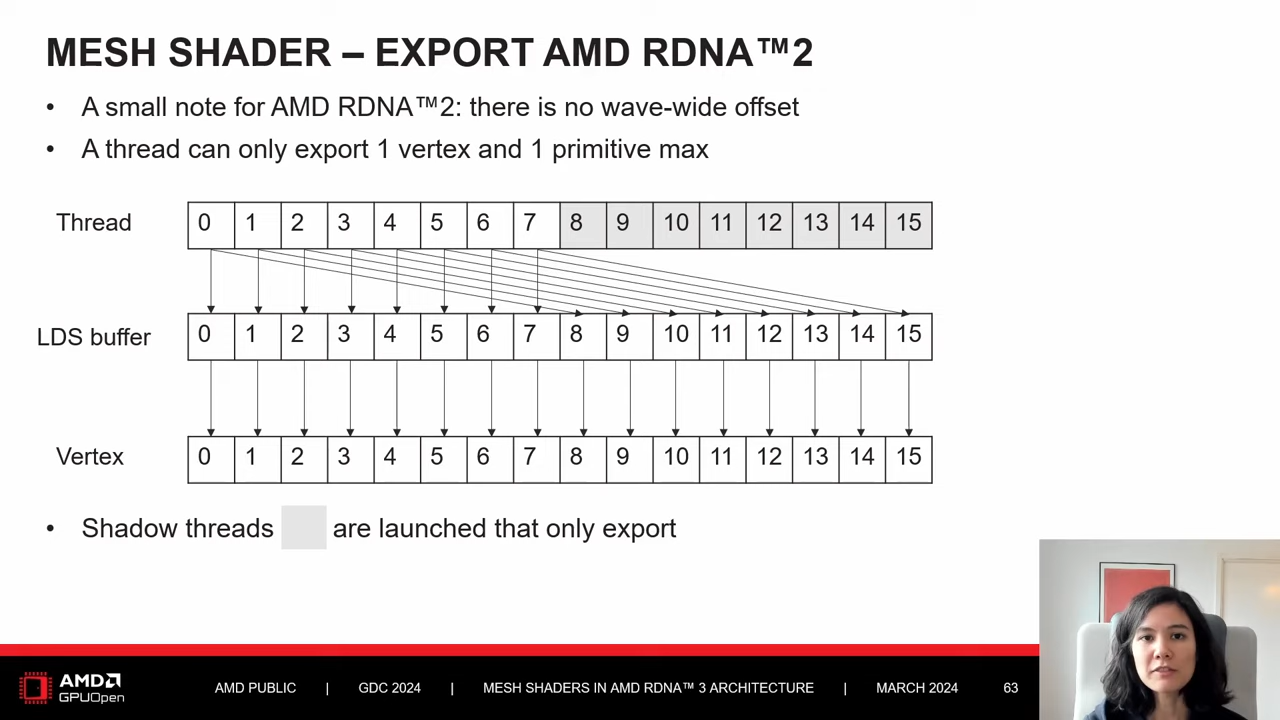 MESH SHADER – EXPORT AMD RDNA™2
• A small note for AMD RDNA™2: there is no wave-wide offset
• A thread can only export 1 vertex and 1 primitive max
Thread 0 1 2 3 4 5 6 7 8 9 10 11 12 13 14 15
LDS buffer 0 1 2 3 4 5 6 7 8 9 10 11 12 13 14 15
Vertex 0 1 2 3 4 5 6 7 8 9 10 11 12 13 14 15
• Shadow threads are launched that only export
AMD GPUOpen
AMD PUBLIC | GDC 2024 | MESH SHADERS IN AMD RDNA™ 3 ARCHITECTURE | MARCH 2024 63